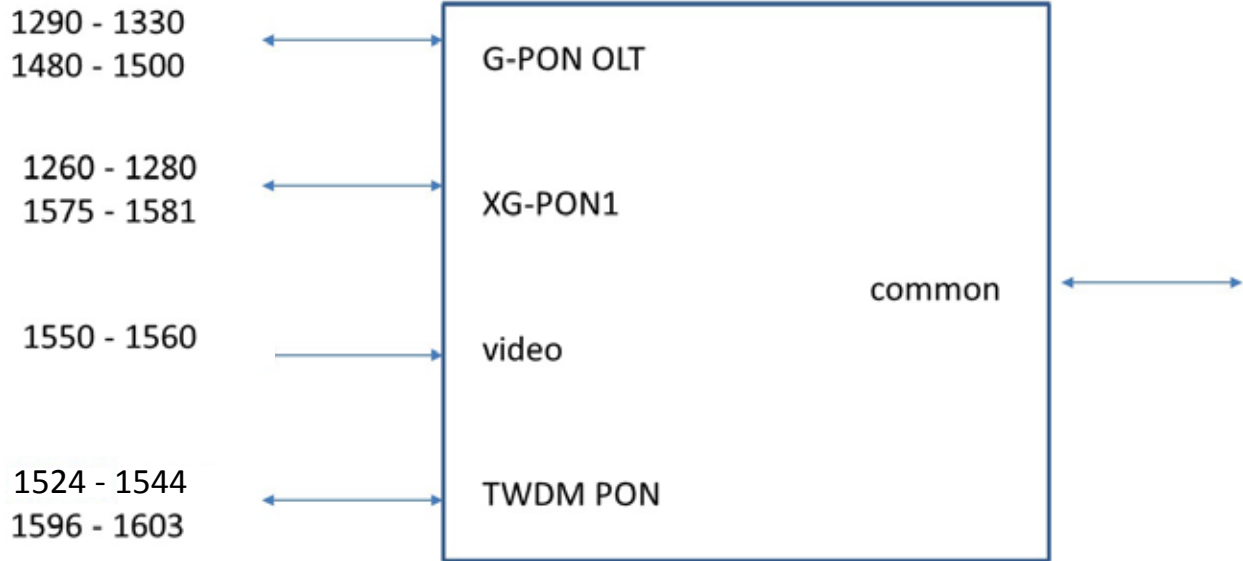 1290 - 1330
1480 - 1500
G-PON OLT
1260 - 1280
1575 - 1581
XG-PON1
common
1550 - 1560
video
1524 - 1544
1596 - 1603
TWDM PON